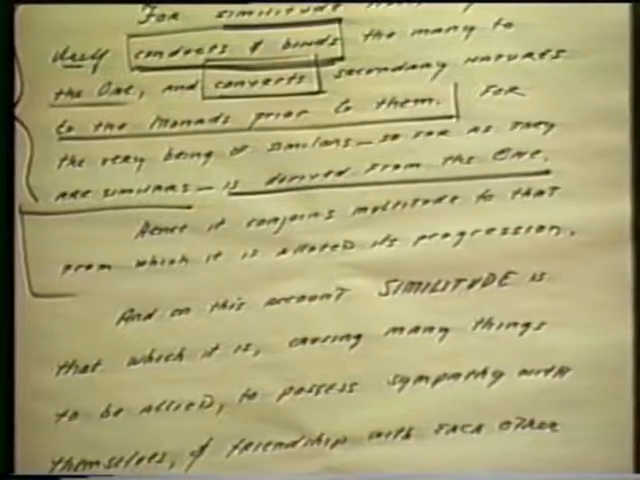 For similitude
itself conducts & binds the many to
the One, and converts secondary natures
to the Monads prior to them. For
the very being of similars — so far as they
are similars — is derived from the One.
Hence it conjoins multitude to that
from which it is alloted its progression.
And on this account SIMILITUDE is
that which it is, causing many things
to be allied, to possess sympathy with
themselves, & friendship with each other